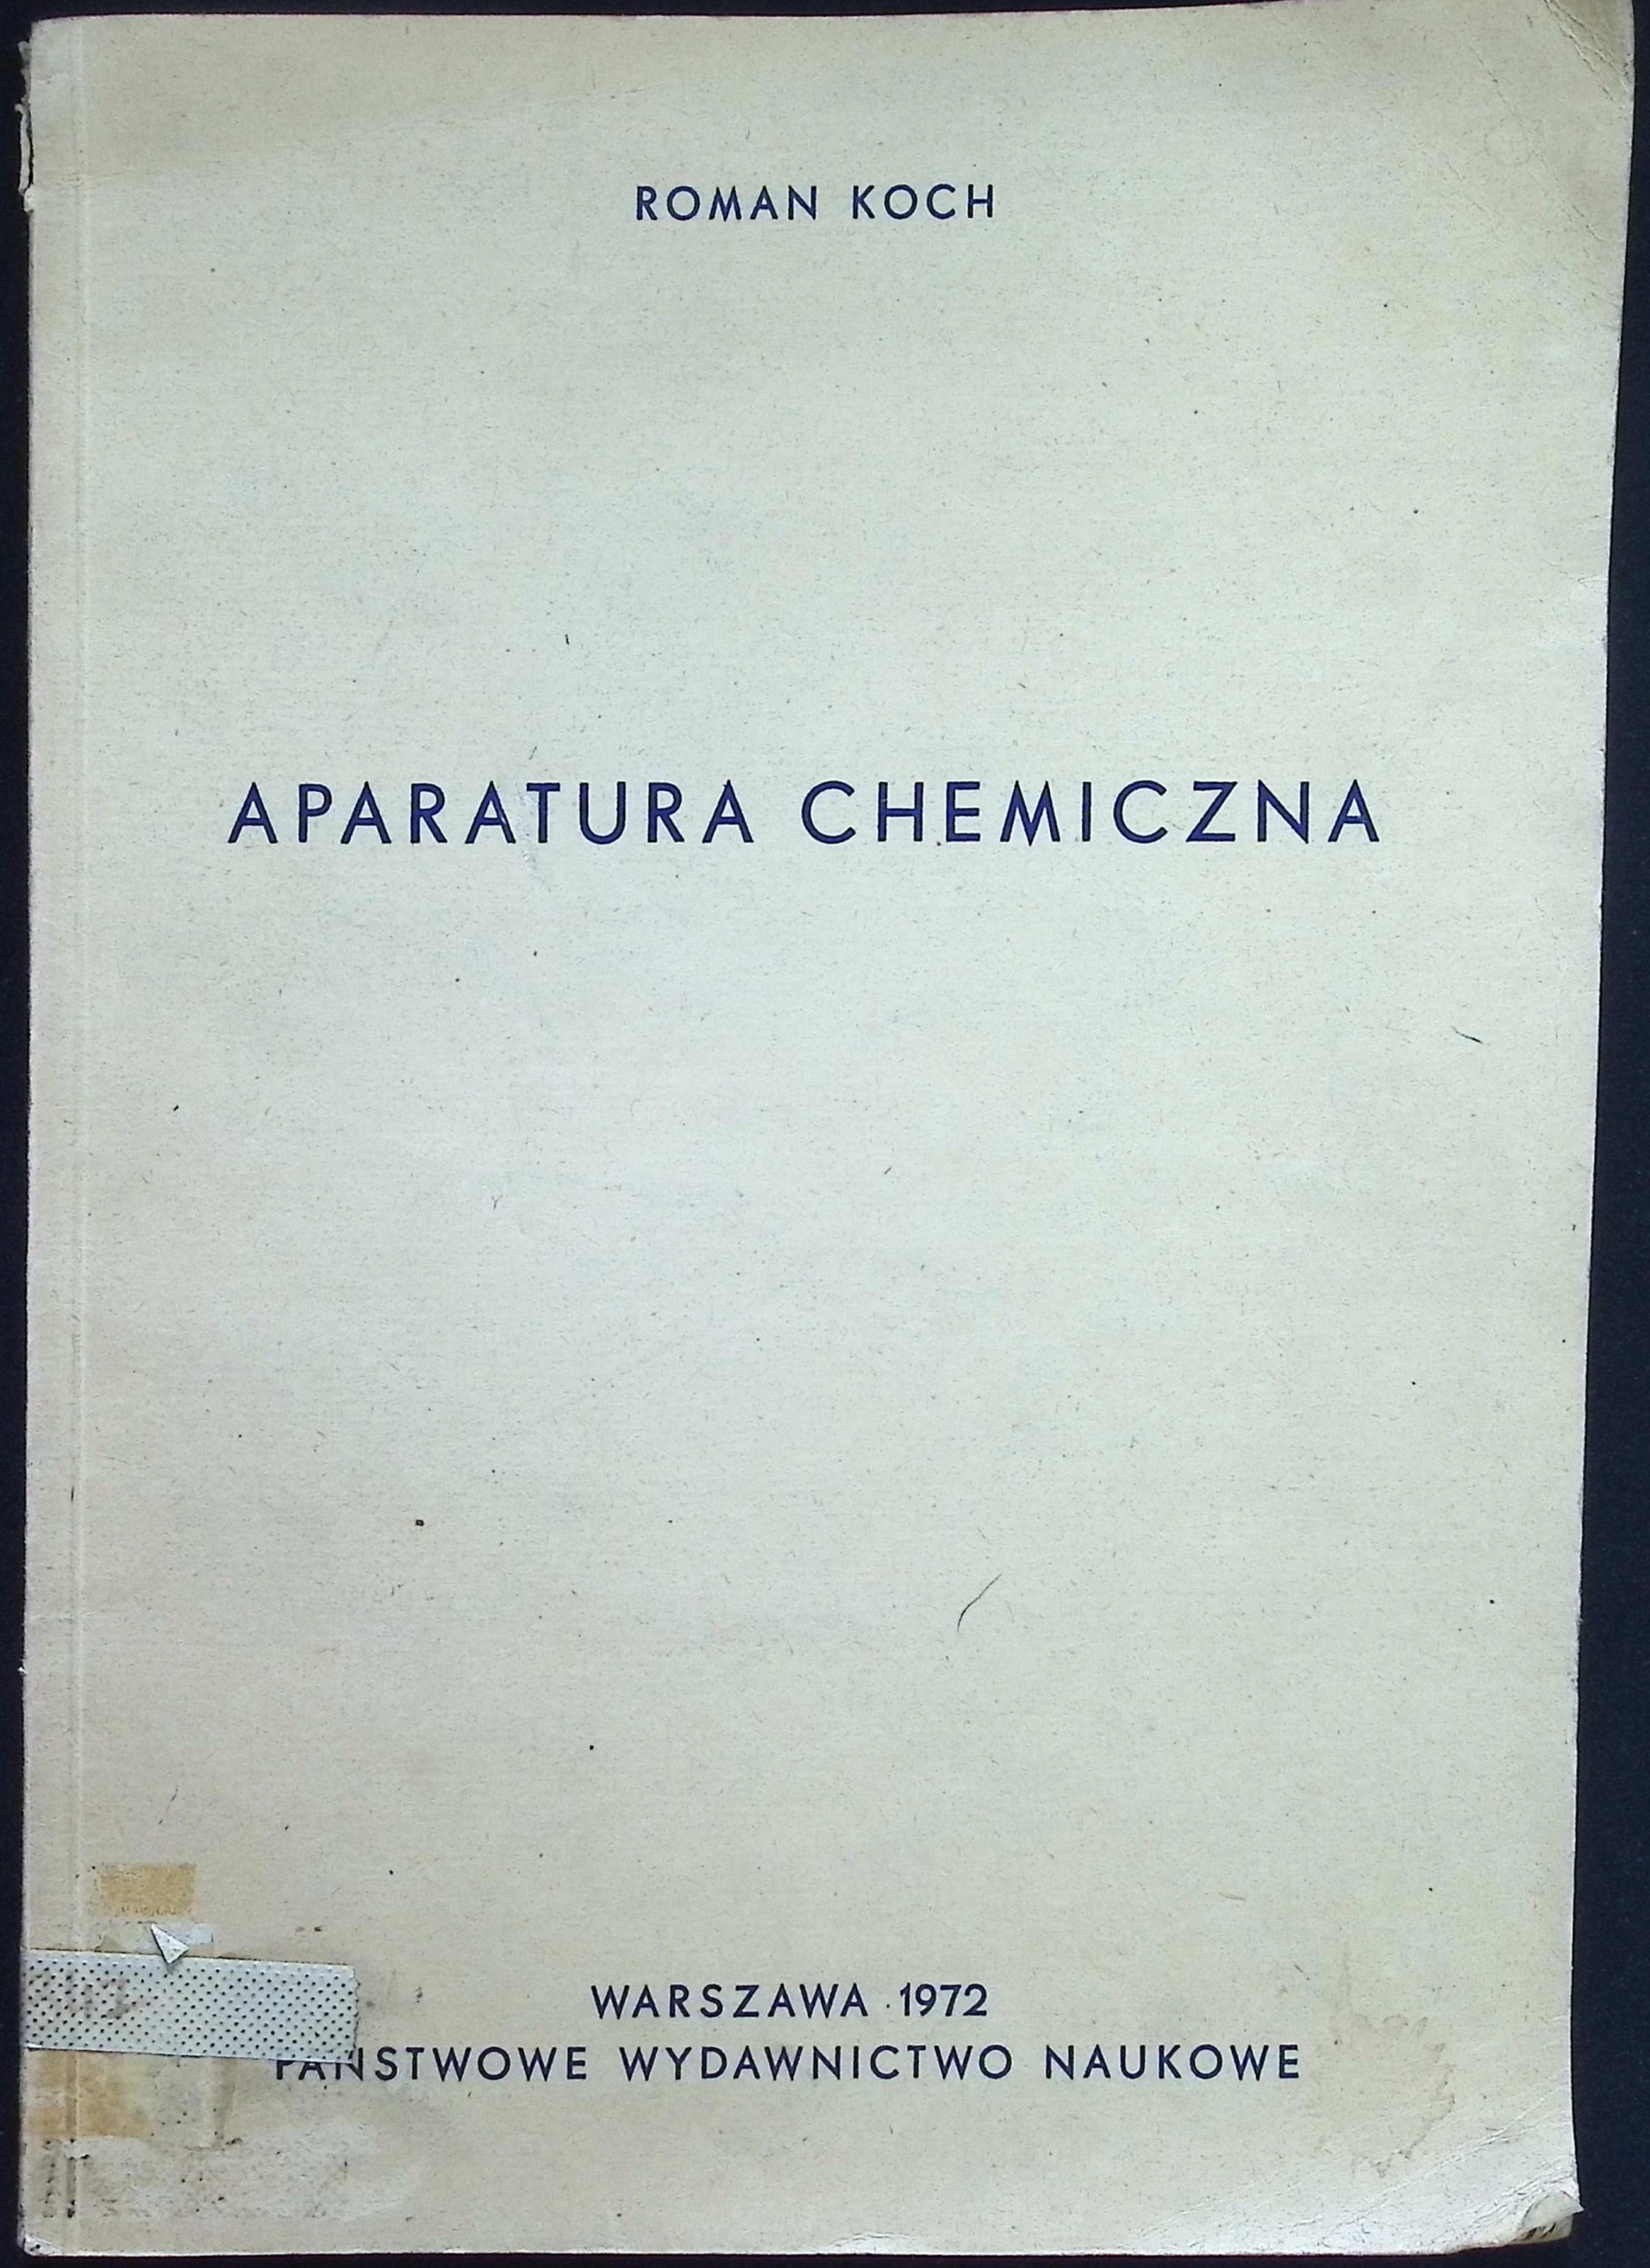 ROMAN KOCH
APARATURA CHEMICZNA
WARSZAWA 1972
PAŃSTWOWE WYDAWNICTWO NAUKOWE